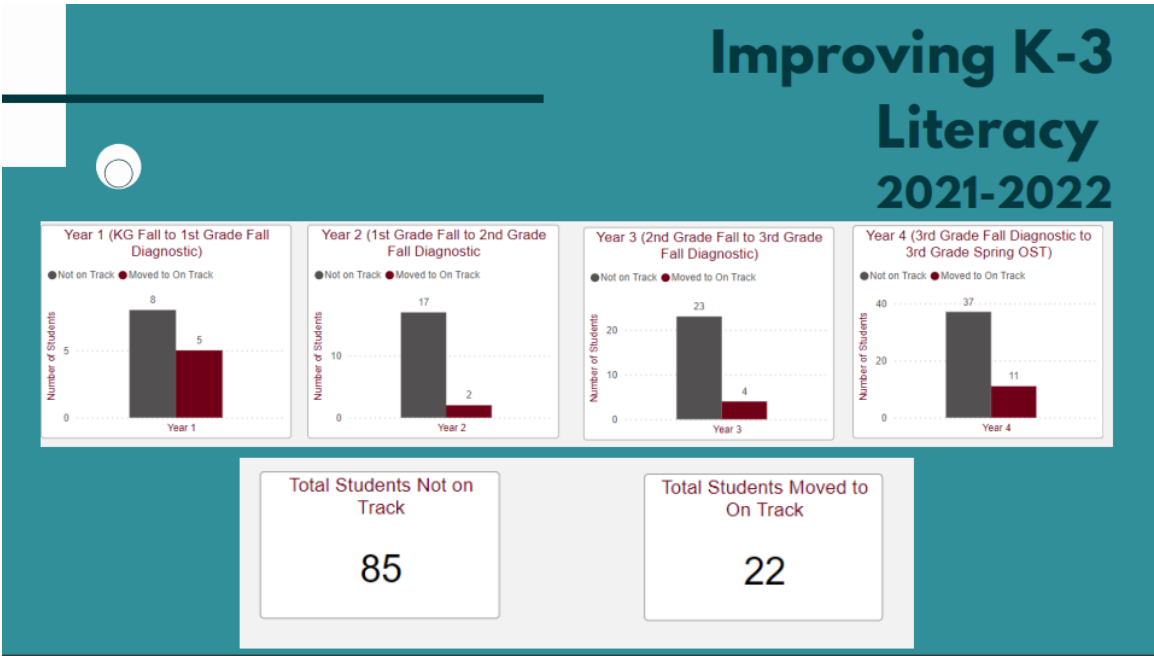 Improving K-3
Literacy
2021-2022
Year 1 (KG Fall to 1st Grade Fall
Diagnostic)
Not on Track Moved to On Track
Number of Students
5
0
8
5
Year 1
Year 2 (1st Grade Fall to 2nd Grade
Fall Diagnostic
Not on Track Moved to On Track
Number of Students
10
0
17
2
Year 2
Year 3 (2nd Grade Fall to 3rd Grade
Fall Diagnostic)
Not on Track Moved to On Track
Number of Students
20
10
0
23
4
Year 3
Year 4 (3rd Grade Fall Diagnostic to
3rd Grade Spring OST)
Not on Track Moved to On Track
Number of Students
40
20
0
37
11
Year 4
Total Students Not on
Track
85
Total Students Moved to
On Track
22